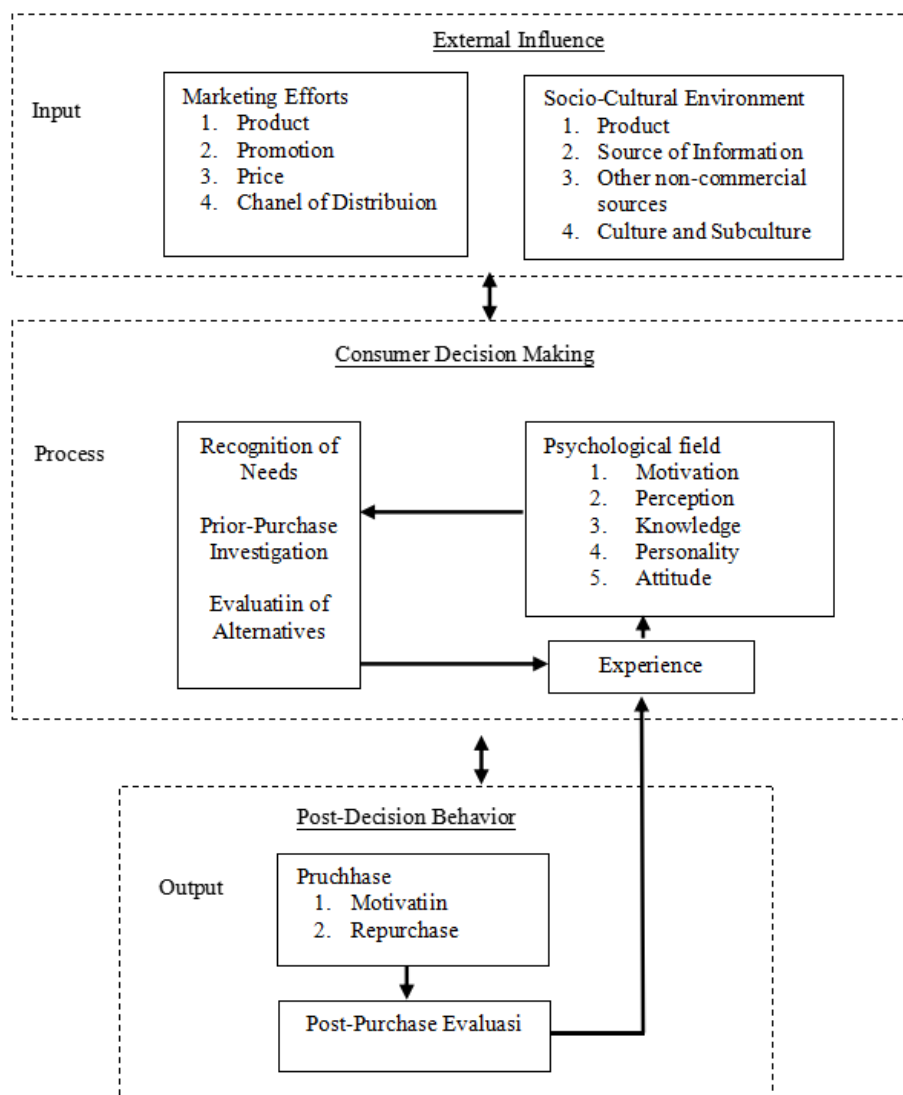 External Influence
Input
Marketing Efforts
1. Product
2. Promotion
3. Price
4. Chanel of Distribuion
Socio-Cultural Environment
1. Product
2. Source of Information
3. Other non-commercial
sources
4. Culture and Subculture
Consumer Decision Making
Process
Recognition of
Needs
Prior-Purchase
Investigation
Evaluatiin of
Alternatives
Psychological field
1. Motivation
2. Perception
3. Knowledge
4. Personality
5. Attitude
Experience
Post-Decision Behavior
Output
Pruchhase
1. Motivatiin
2. Repurchase
Post-Purchase Evaluasi